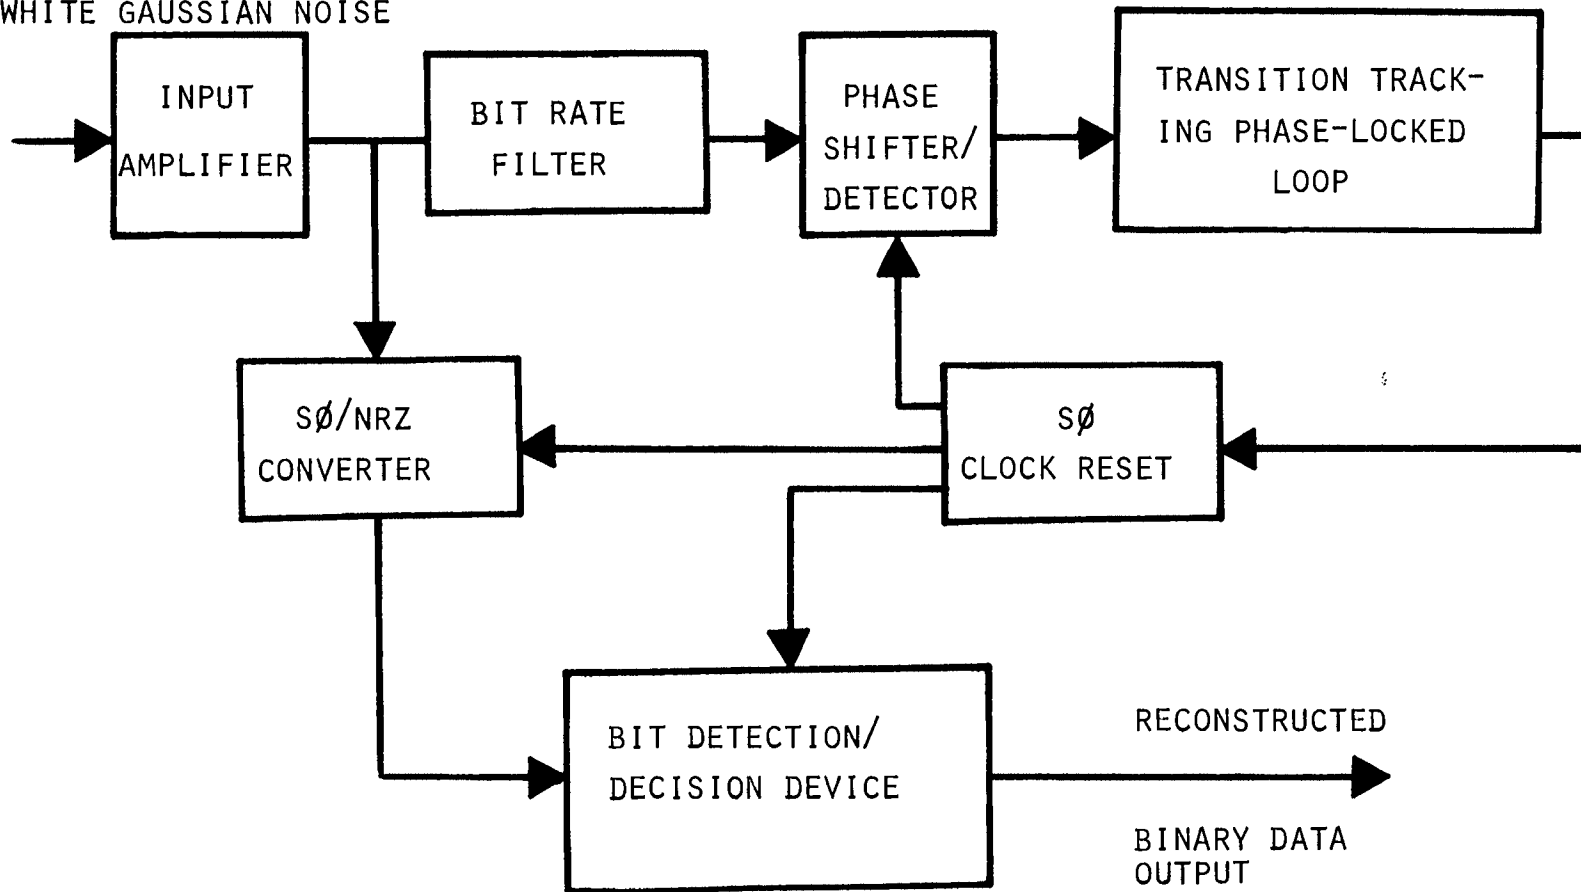 WHITE GAUSSIAN NOISE
INPUT
AMPLIFIER
BIT RATE
FILTER
PHASE
SHIFTER/
DETECTOR
TRANSITION TRACK-
ING PHASE-LOCKED
LOOP
SØ/NRZ
CONVERTER
SØ
CLOCK RESET
BIT DETECTION/
DECISION DEVICE
RECONSTRUCTED
BINARY DATA
OUTPUT